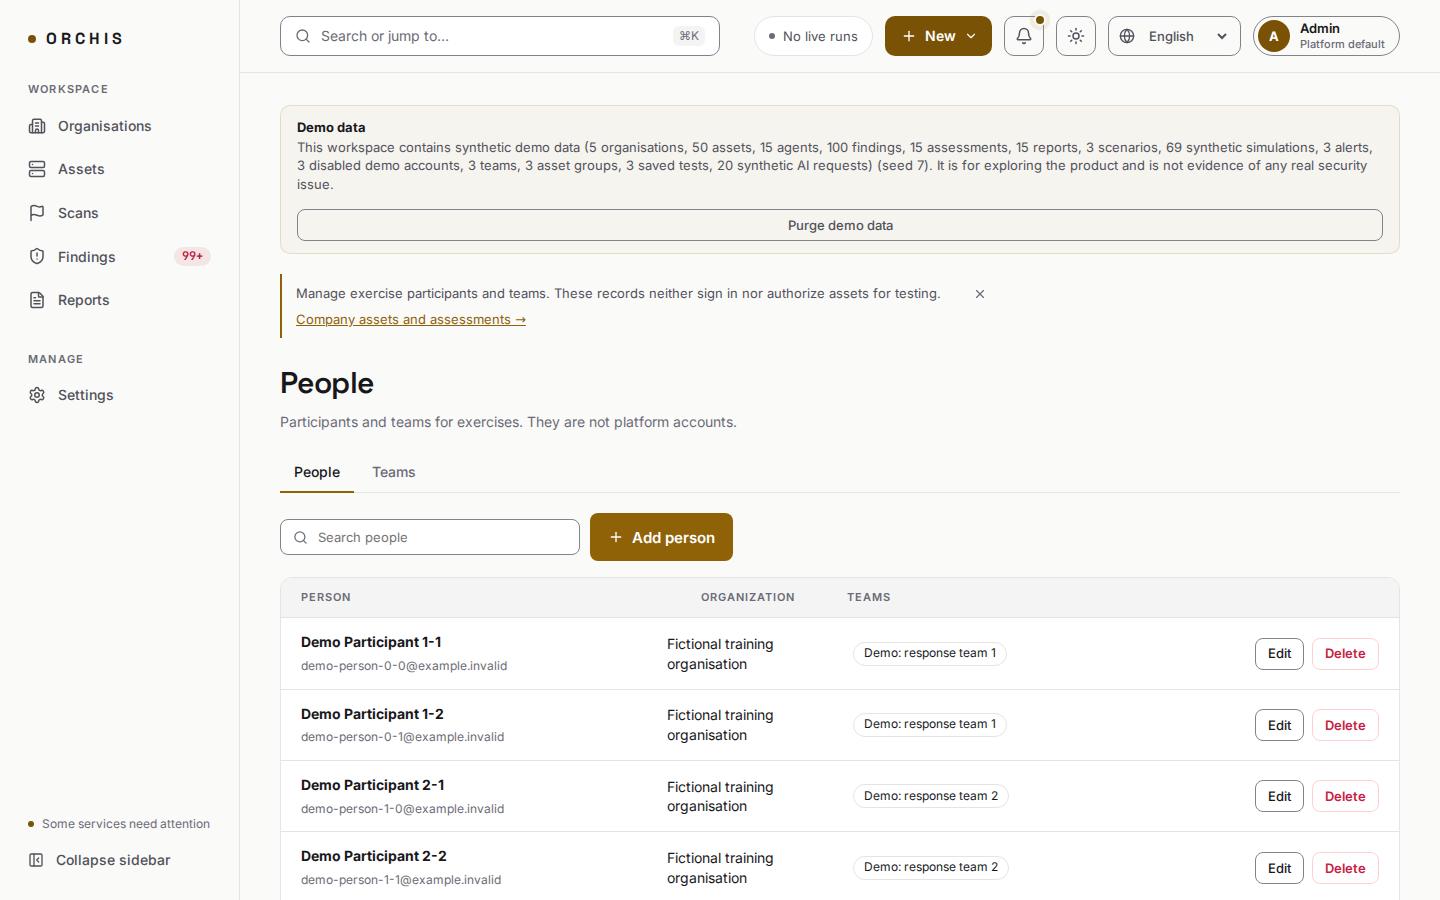 ORCHIS
Search or jump to...
⌘K
No live runs
New
English
A
Admin
Platform default
WORKSPACE
Organisations
Assets
Scans
Findings
99+
Reports
MANAGE
Settings
Some services need attention
Collapse sidebar
Demo data
This workspace contains synthetic demo data (5 organisations, 50 assets, 15 agents, 100 findings, 15 assessments, 15 reports, 3 scenarios, 69 synthetic simulations, 3 alerts,
3 disabled demo accounts, 3 teams, 3 asset groups, 3 saved tests, 20 synthetic AI requests) (seed 7). It is for exploring the product and is not evidence of any real security
issue.
Purge demo data
Manage exercise participants and teams. These records neither sign in nor authorize assets for testing.
Company assets and assessments →
People
Participants and teams for exercises. They are not platform accounts.
People
Teams
Search people
Add person
PERSON
ORGANIZATION
TEAMS
Demo Participant 1-1
demo-person-0-0@example.invalid
Fictional training
organisation
Demo: response team 1
Edit
Delete
Demo Participant 1-2
demo-person-0-1@example.invalid
Fictional training
organisation
Demo: response team 1
Edit
Delete
Demo Participant 2-1
demo-person-1-0@example.invalid
Fictional training
organisation
Demo: response team 2
Edit
Delete
Demo Participant 2-2
demo-person-1-1@example.invalid
Fictional training
organisation
Demo: response team 2
Edit
Delete